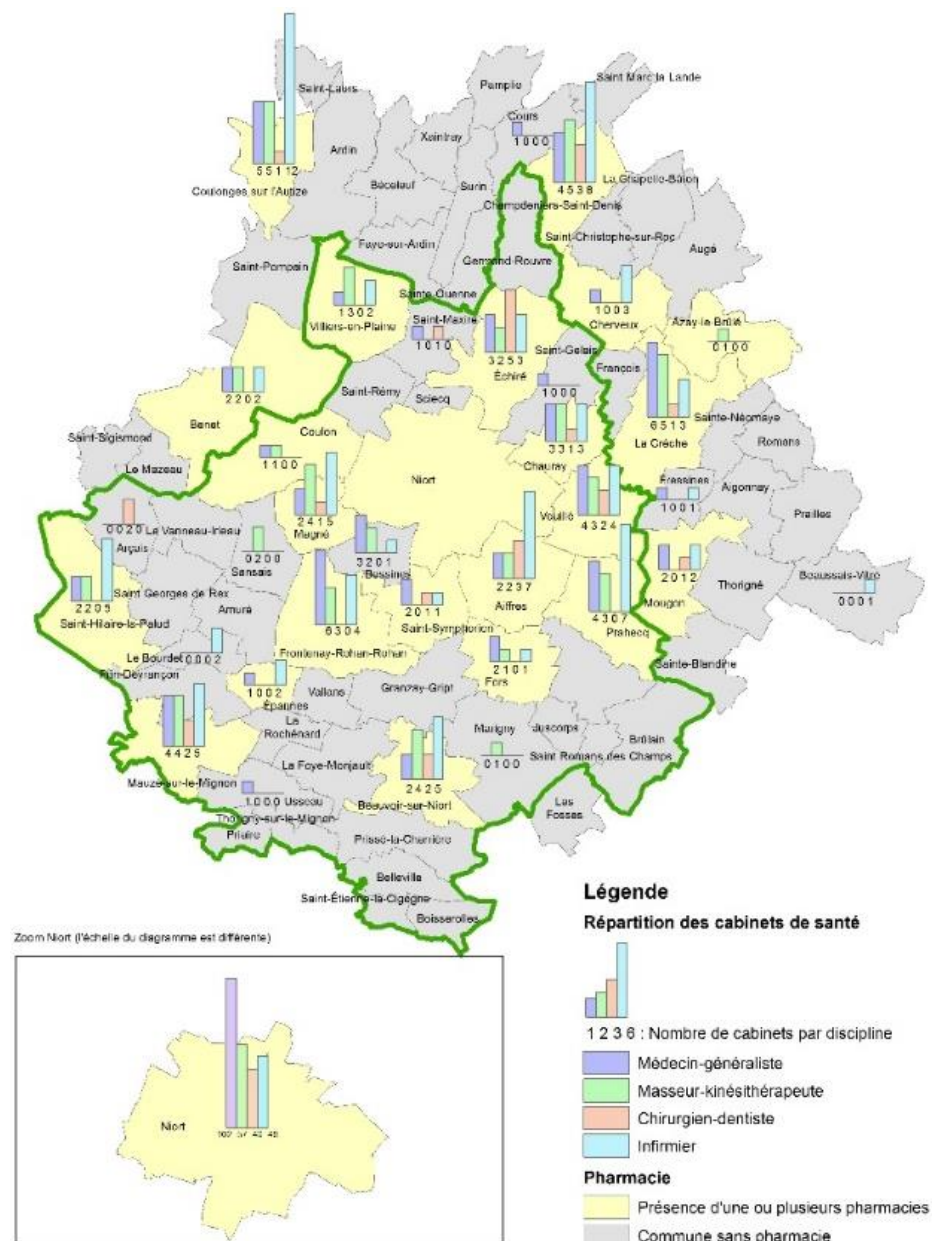 Saint-Laurs
Pamplie
Saint Marc la Lande
Cours
1 0 0 0
Ardin
Xaintray
Surin
5 5 1 12
Coulonges sur l'Autize
Béceleuf
4 5 3 8
La Chapelle-Bâton
Champdeniers-Saint-Denis
Saint-Christophe-sur-Roc
Augé
Faye-sur-Ardin
Germond-Rouvre
Saint-Pompain
Sainte-Ouenne
1 3 0 2
Villiers-en-Plaine
Saint-Maxire
1 0 1 0
3 2 5 3
Échiré
1 0 0 3
Cherveux
Azay-le-Brûlé
0 1 0 0
Saint-Gelais
1 0 0 0
François
Saint-Rémy
Sciecq
2 2 0 2
Benet
6 5 1 3
La Crèche
Sainte-Néomaye
Romans
Coulon
1 1 0 0
3 3 1 3
Chauray
Niort
Saint-Sigismond
Le Mazeau
Fressines
1 0 0 1
Aigonnay
Prailles
2 4 1 5
Magné
Vouillé
4 3 2 4
0 0 2 0
Arçais
Le Vanneau-Irleau
0 2 0 0
Sansais
3 2 0 1
Bessines
2 2 3 7
Aiffres
2 0 1 2
Mougon
Thorigné
Beaussais-Vitré
0 0 0 1
2 2 0 5
Saint Georges de Rex
Saint-Hilaire-la-Palud
Amuré
6 3 0 4
Frontenay-Rohan-Rohan
2 0 1 1
Saint-Symphorien
4 3 0 7
Prahecq
Le Bourdet
0 0 0 2
2 1 0 1
Fors
Sainte-Blandine
1 0 0 2
Épannes
Vallans
Granzay-Gript
La Rochénard
Marigny
0 1 0 0
Juscorps
Brûlain
Saint Romans des Champs
4 4 2 5
Mauzé-sur-le-Mignon
La Foye-Monjault
2 4 2 5
Beauvoir-sur-Niort
1 0 0 0
Usseau
Thorigny-sur-le-Mignon
Priaire
Prissé-la-Charrière
Les Fosses
Belleville
Saint-Étienne-la-Cigogne
Boisserolles
Zoom Niort (l'échelle du diagramme est différente)
Niort
Légende
Répartition des cabinets de santé
1 2 3 6 : Nombre de cabinets par discipline
Médecin-généraliste
Masseur-kinésithérapeute
Chirurgien-dentiste
Infirmier
Pharmacie
Présence d'une ou plusieurs pharmacies
Commune sans pharmacie